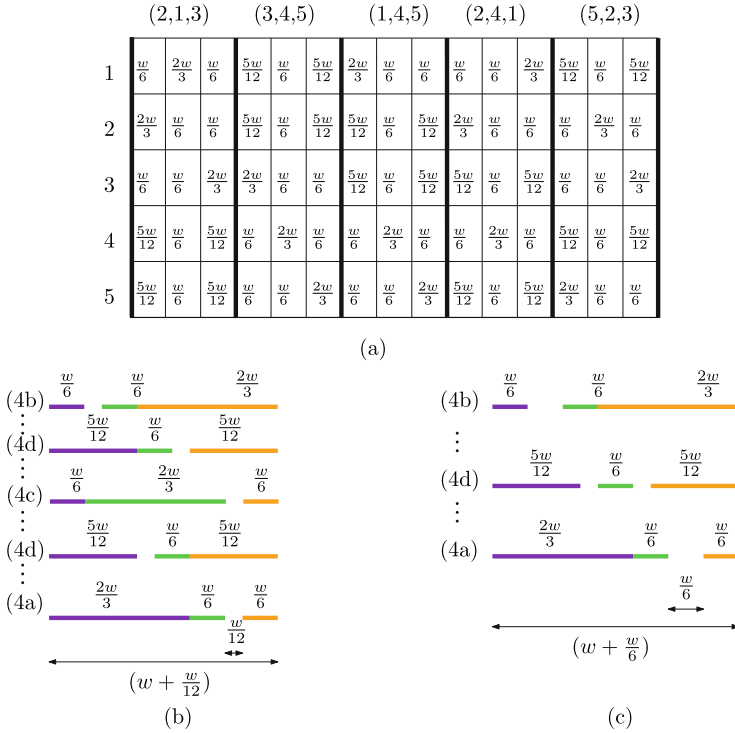 (2,1,3) (3,4,5) (1,4,5) (2,4,1) (5,2,3)
1 w/6 2w/3 w/6 5w/12 w/6 5w/12 2w/3 w/6 w/6 w/6 w/6 2w/3 5w/12 w/6 5w/12
2 2w/3 w/6 w/6 5w/12 w/6 5w/12 5w/12 w/6 5w/12 2w/3 w/6 w/6 w/6 2w/3 w/6
3 w/6 w/6 2w/3 2w/3 w/6 w/6 5w/12 w/6 5w/12 5w/12 w/6 5w/12 w/6 w/6 2w/3
4 5w/12 w/6 5w/12 w/6 2w/3 w/6 w/6 2w/3 w/6 w/6 2w/3 w/6 5w/12 w/6 5w/12
5 5w/12 w/6 5w/12 w/6 w/6 2w/3 w/6 w/6 2w/3 5w/12 w/6 5w/12 2w/3 w/6 w/6
(a)
(4b) w/6 w/6 2w/3
(4d) 5w/12 w/6 5w/12
(4c) w/6 2w/3 w/6
(4d) 5w/12 w/6 5w/12
(4a) 2w/3 w/6 w/6
w/12
(w + w/12)
(b)
(4b) w/6 w/6 2w/3
(4d) 5w/12 w/6 5w/12
(4a) 2w/3 w/6 w/6
w/6
(w + w/6)
(c)